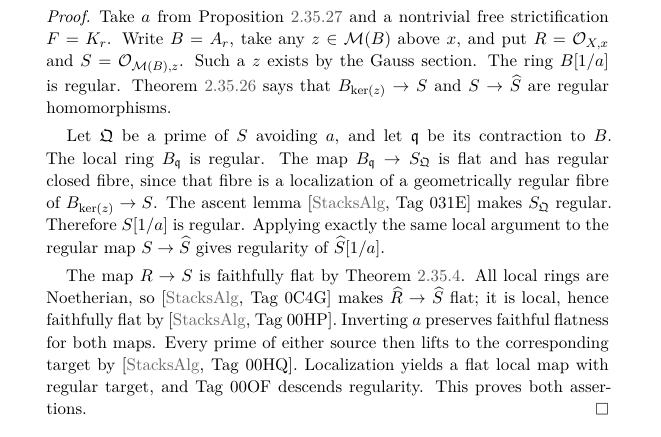 Proof. Take a from Proposition 2.35.27 and a nontrivial free strictification
F = K_r. Write B = A_r, take any z ∈ ℳ(B) above x, and put R = 𝒪_{X,x}
and S = 𝒪_{ℳ(B),z}. Such a z exists by the Gauss section. The ring B[1/a]
is regular. Theorem 2.35.26 says that B_{ker(z)} → S and S → Ŝ are regular
homomorphisms.
Let 𝔔 be a prime of S avoiding a, and let 𝔮 be its contraction to B.
The local ring B_𝔮 is regular. The map B_𝔮 → S_𝔔 is flat and has regular
closed fibre, since that fibre is a localization of a geometrically regular fibre
of B_{ker(z)} → S. The ascent lemma [StacksAlg, Tag 031E] makes S_𝔔 regular.
Therefore S[1/a] is regular. Applying exactly the same local argument to the
regular map S → Ŝ gives regularity of Ŝ[1/a].
The map R → S is faithfully flat by Theorem 2.35.4. All local rings are
Noetherian, so [StacksAlg, Tag 0C4G] makes R̂ → Ŝ flat; it is local, hence
faithfully flat by [StacksAlg, Tag 00HP]. Inverting a preserves faithful flatness
for both maps. Every prime of either source then lifts to the corresponding
target by [StacksAlg, Tag 00HQ]. Localization yields a flat local map with
regular target, and Tag 00OF descends regularity. This proves both asser-
tions. □